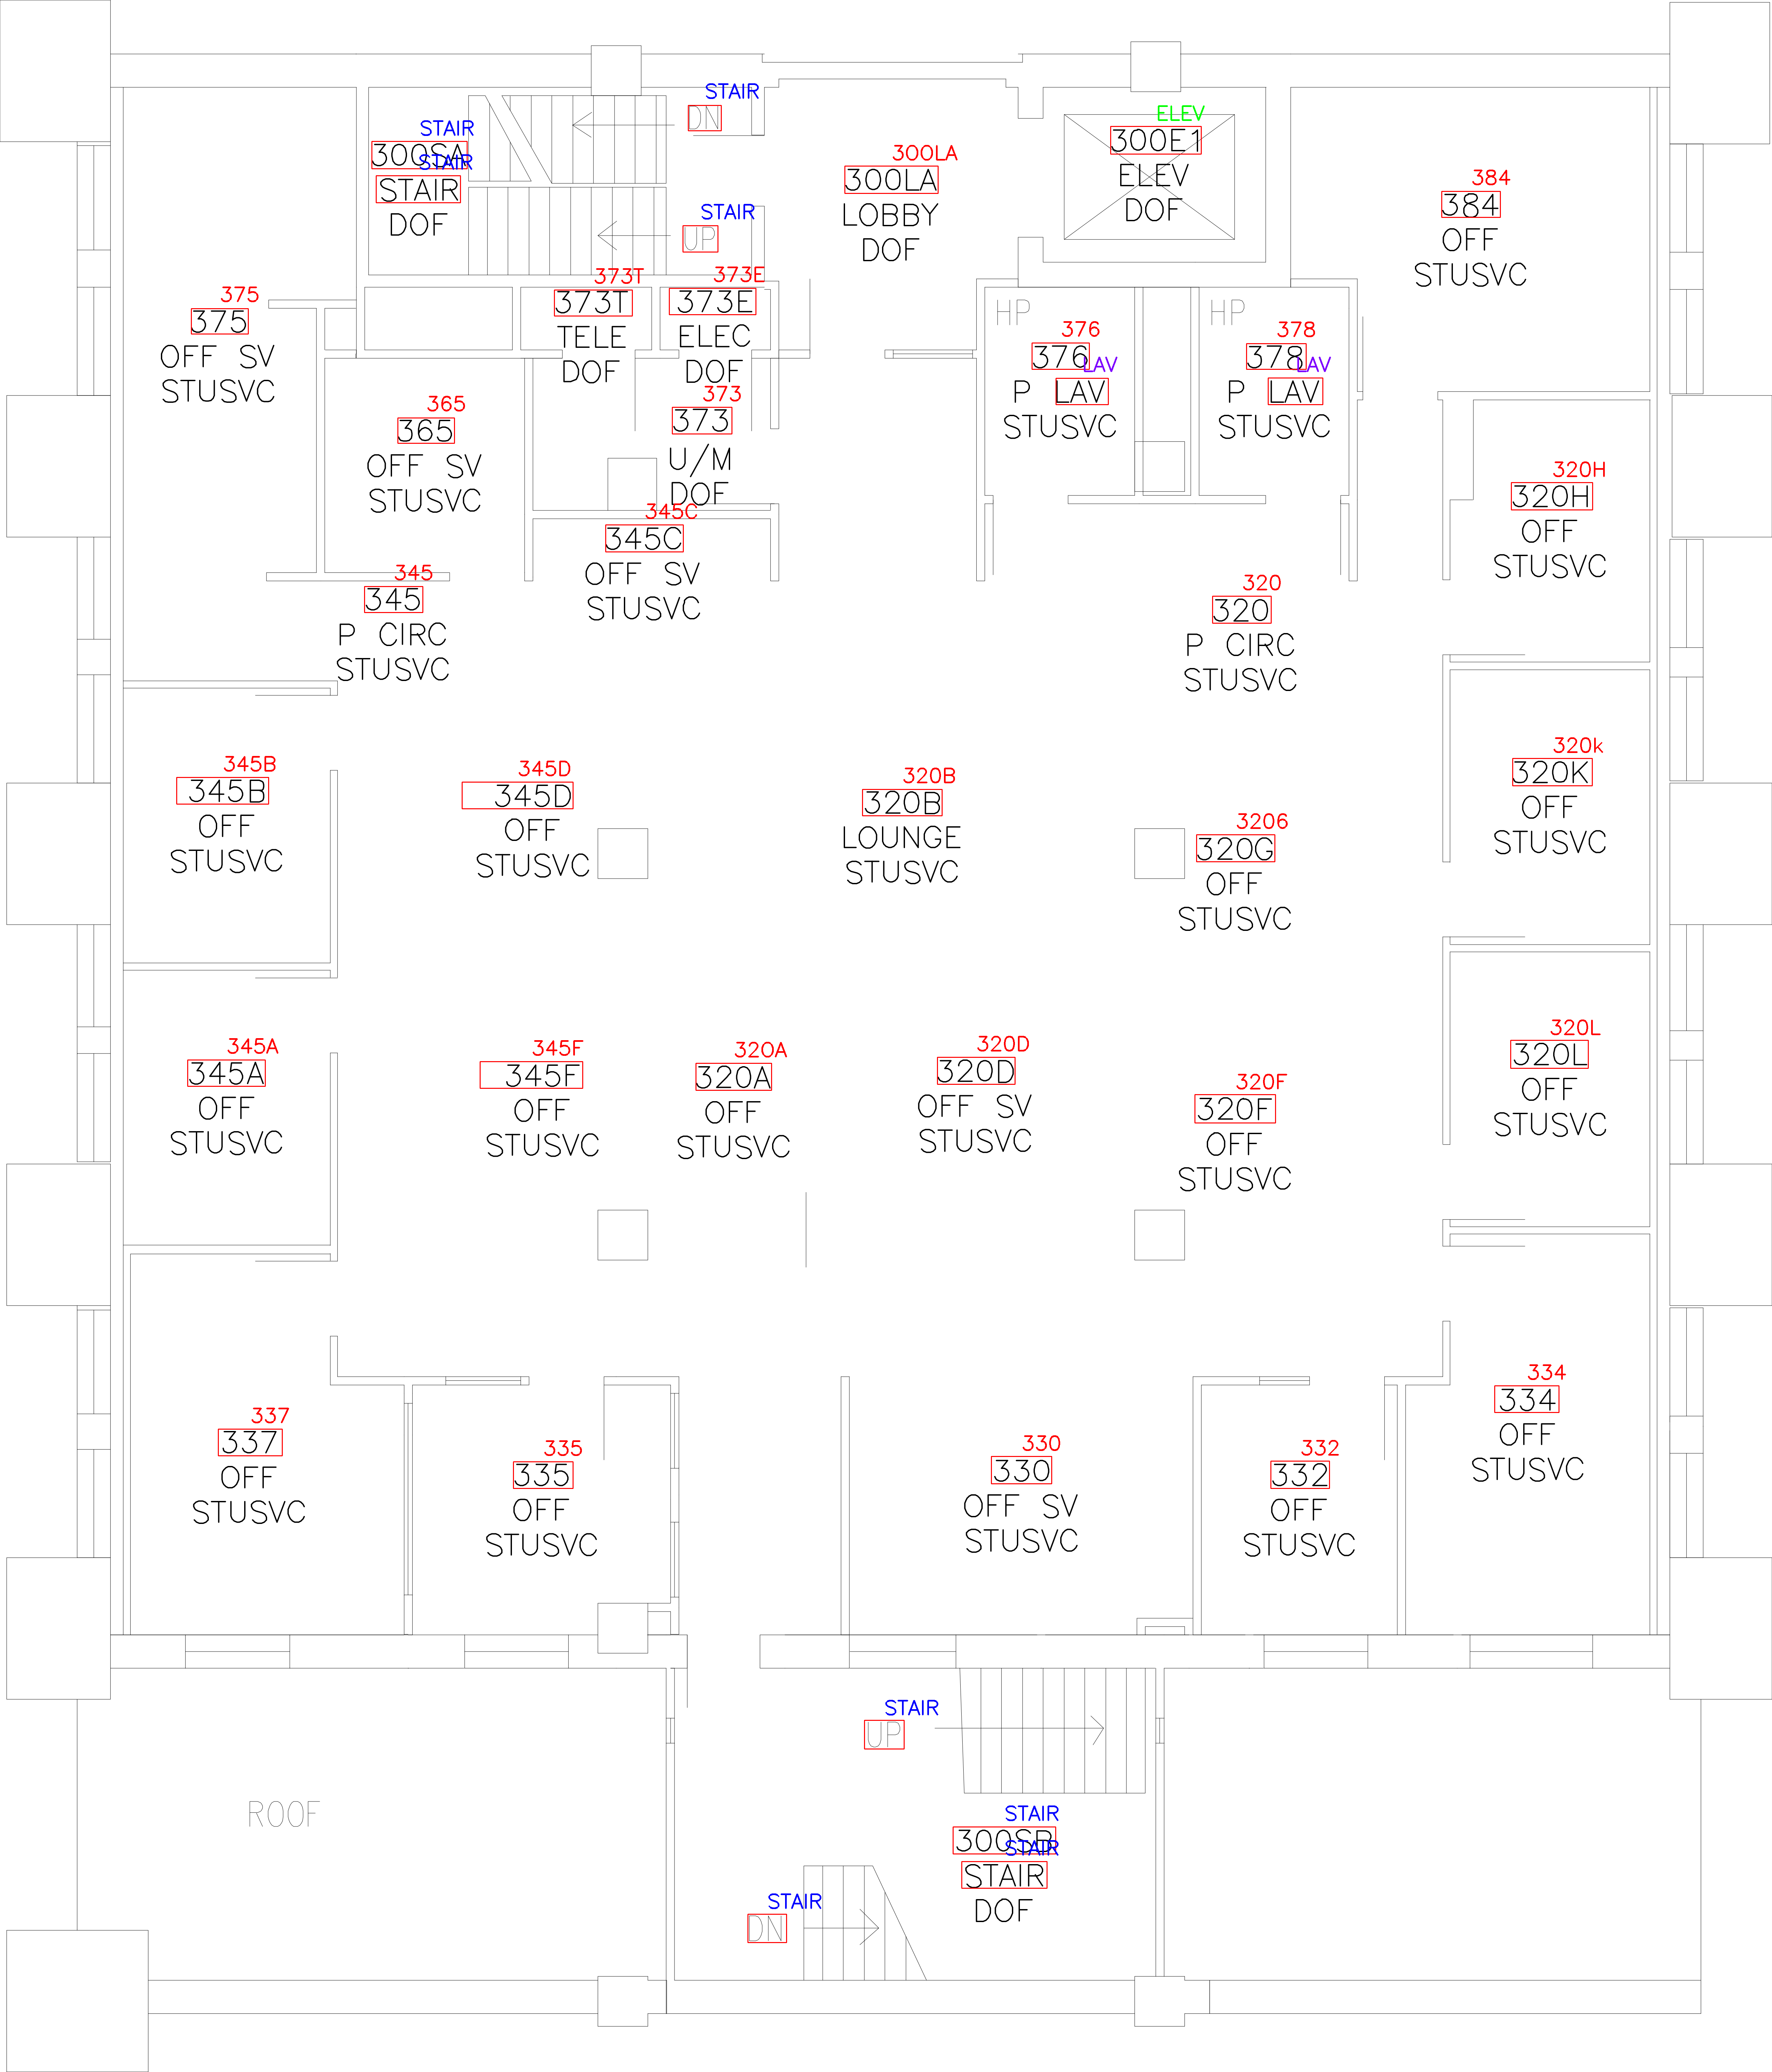 STAIR
DN
STAIR
300SA
STAIR
STAIR
DOF
STAIR
UP
300LA
300LA
LOBBY
DOF
ELEV
300E1
ELEV
DOF
384
384
OFF
STUSVC
375
375
OFF SV
STUSVC
373T
373T
TELE
DOF
373E
373E
ELEC
DOF
373
373
U/M
DOF
HP
376
376
LAV
P LAV
STUSVC
HP
378
378
LAV
P LAV
STUSVC
365
365
OFF SV
STUSVC
345C
345C
OFF SV
STUSVC
320H
320H
OFF
STUSVC
345
345
P CIRC
STUSVC
320
320
P CIRC
STUSVC
345B
345B
OFF
STUSVC
345D
345D
OFF
STUSVC
320B
320B
LOUNGE
STUSVC
3206
320G
OFF
STUSVC
320k
320K
OFF
STUSVC
345A
345A
OFF
STUSVC
345F
345F
OFF
STUSVC
320A
320A
OFF
STUSVC
320D
320D
OFF SV
STUSVC
320F
320F
OFF
STUSVC
320L
320L
OFF
STUSVC
337
337
OFF
STUSVC
335
335
OFF
STUSVC
330
330
OFF SV
STUSVC
332
332
OFF
STUSVC
334
334
OFF
STUSVC
STAIR
UP
ROOF
STAIR
300SB
STAIR
STAIR
DOF
STAIR
DN